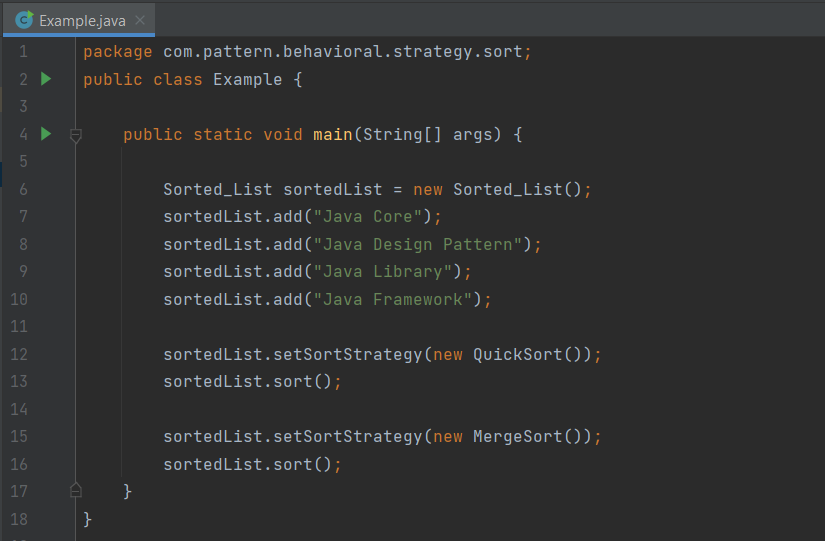 Example.java
1 package com.pattern.behavioral.strategy.sort;
2 public class Example {
3
4 public static void main(String[] args) {
5
6 Sorted_List sortedList = new Sorted_List();
7 sortedList.add("Java Core");
8 sortedList.add("Java Design Pattern");
9 sortedList.add("Java Library");
10 sortedList.add("Java Framework");
11
12 sortedList.setSortStrategy(new QuickSort());
13 sortedList.sort();
14
15 sortedList.setSortStrategy(new MergeSort());
16 sortedList.sort();
17 }
18 }